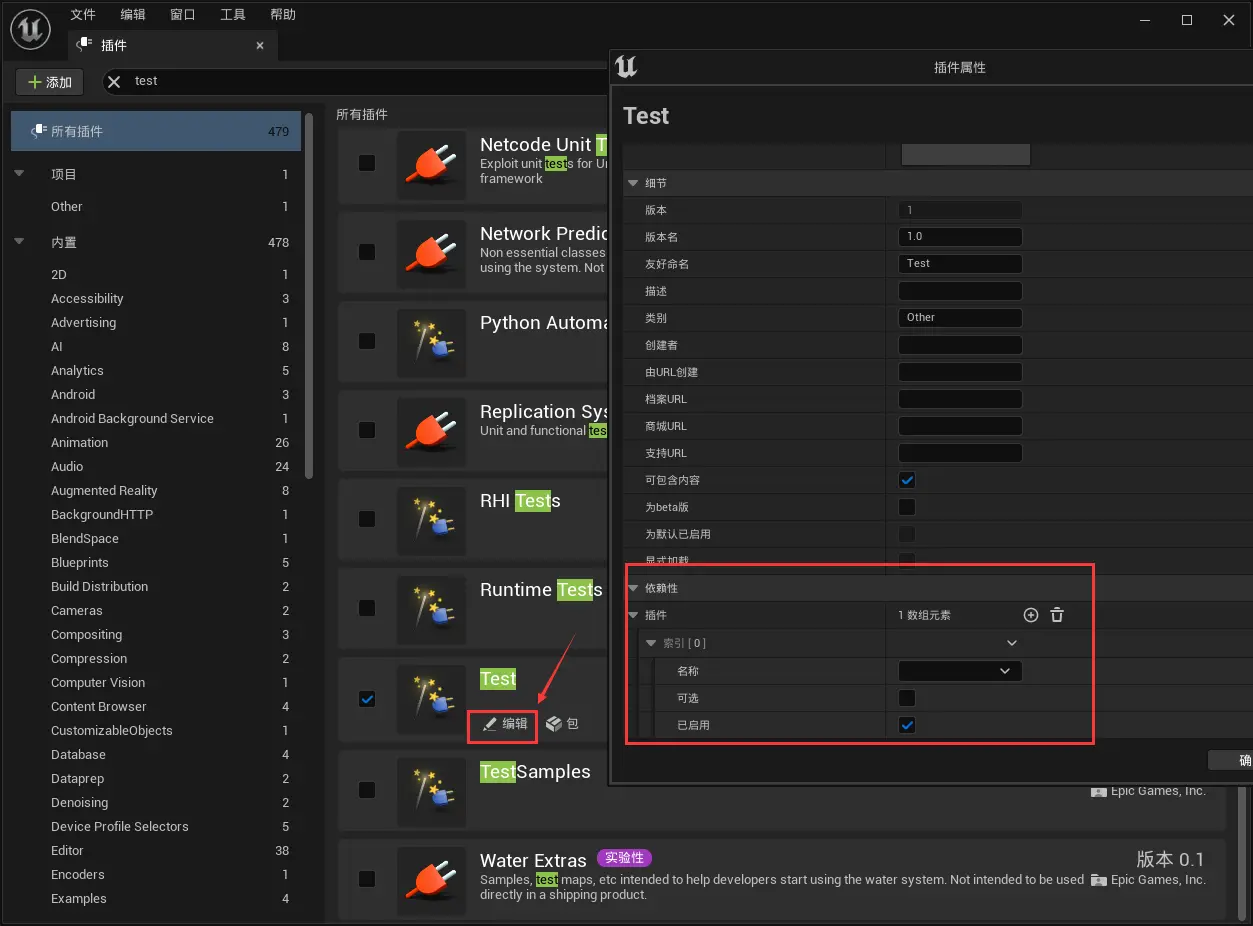 文件 编辑 窗口 工具 帮助
插件
添加
test
所有插件 479
项目 1
Other 1
内置 478
2D 1
Accessibility 3
Advertising 1
AI 8
Analytics 5
Android 3
Android Background Service 1
Animation 26
Audio 24
Augmented Reality 8
BackgroundHTTP 1
BlendSpace 1
Blueprints 5
Build Distribution 2
Cameras 2
Compositing 3
Compression 2
Computer Vision 1
Content Browser 4
CustomizableObjects 1
Database 4
Dataprep 2
Denoising 2
Device Profile Selectors 5
Editor 38
Encoders 1
Examples 4
所有插件
Netcode Unit T
Exploit unit tests for Un
framework
Network Predic
Non essential classes
using the system. Not
Python Automa
Replication Sys
Unit and functional tes
RHI Tests
Runtime Tests
Test
编辑 包
TestSamples
Epic Games, Inc.
Water Extras 实验性 版本 0.1
Samples, test maps, etc intended to help developers start using the water system. Not intended to be used Epic Games, Inc.
directly in a shipping product.
插件属性
Test
细节
版本 1
版本名 1.0
友好命名 Test
描述
类别 Other
创建者
由URL创建
档案URL
商城URL
支持URL
可包含内容
为beta版
为默认已启用
显式加载
依赖性
插件 1 数组元素
索引 [ 0 ]
名称
可选
已启用
确